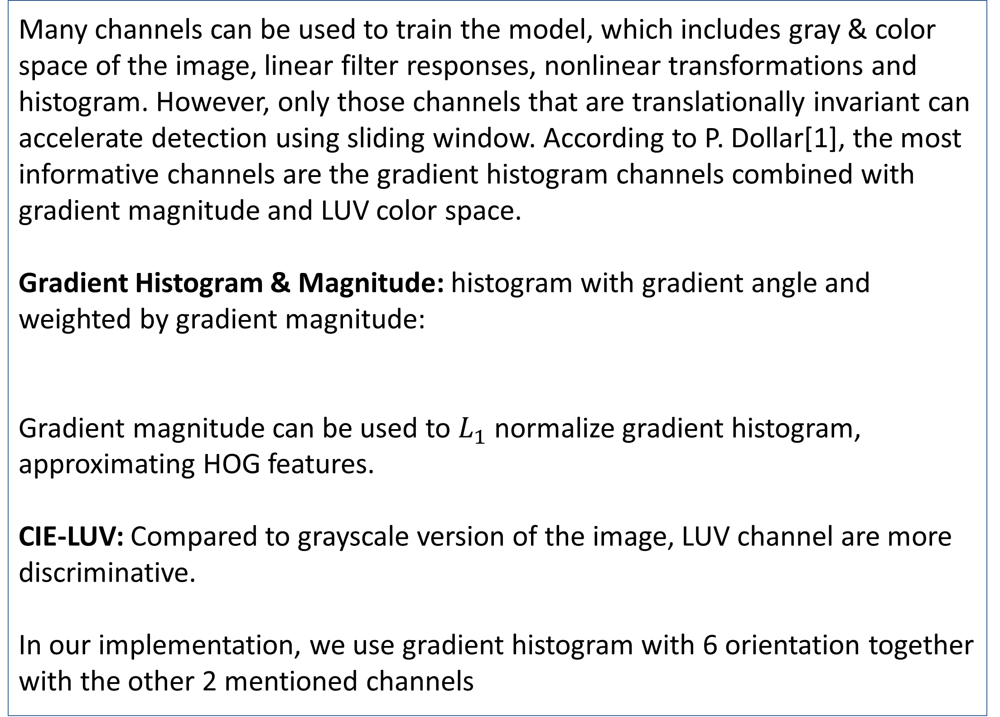 Many channels can be used to train the model, which includes gray & color
space of the image, linear filter responses, nonlinear transformations and
histogram. However, only those channels that are translationally invariant can
accelerate detection using sliding window. According to P. Dollar[1], the most
informative channels are the gradient histogram channels combined with
gradient magnitude and LUV color space.
Gradient Histogram & Magnitude: histogram with gradient angle and
weighted by gradient magnitude:
Gradient magnitude can be used to L₁ normalize gradient histogram,
approximating HOG features.
CIE-LUV: Compared to grayscale version of the image, LUV channel are more
discriminative.
In our implementation, we use gradient histogram with 6 orientation together
with the other 2 mentioned channels